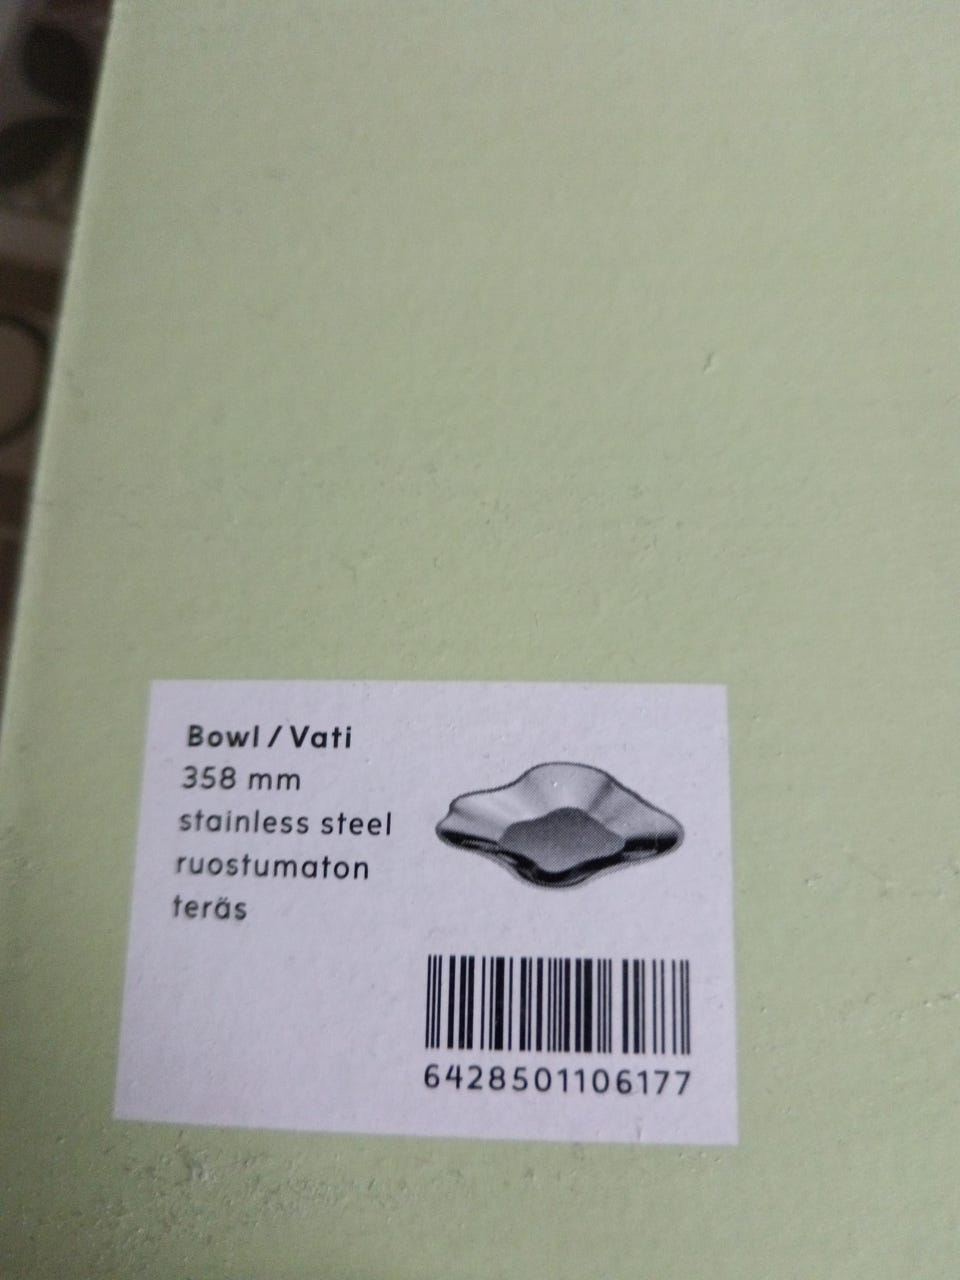 Bowl / Vati
358 mm
stainless steel
ruostumaton
teräs
6428501106177